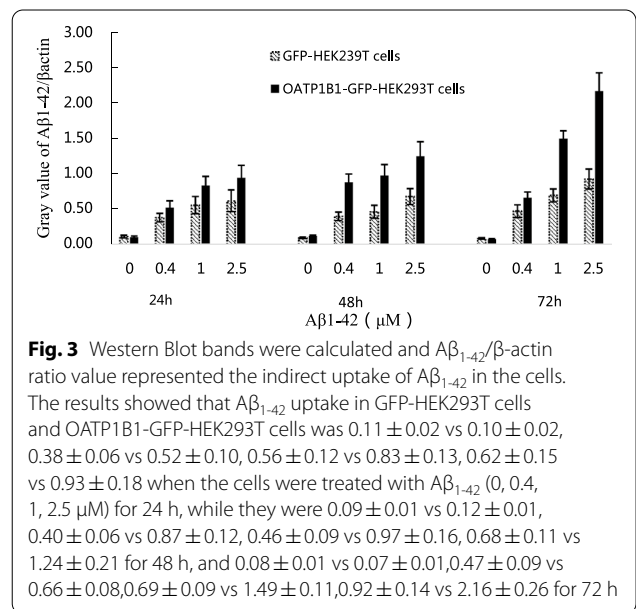 3.00
2.50
2.00
1.50
1.00
0.50
0.00
Gray value of Aβ1-42/βactin
GFP-HEK239T cells
OATP1B1-GFP-HEK293T cells
0 0.4 1 2.5 0 0.4 1 2.5 0 0.4 1 2.5
24h 48h 72h
Aβ1-42 ( μM )
Fig. 3 Western Blot bands were calculated and Aβ1-42/β-actin
ratio value represented the indirect uptake of Aβ1-42 in the cells.
The results showed that Aβ1-42 uptake in GFP-HEK293T cells
and OATP1B1-GFP-HEK293T cells was 0.11 ± 0.02 vs 0.10 ± 0.02,
0.38 ± 0.06 vs 0.52 ± 0.10, 0.56 ± 0.12 vs 0.83 ± 0.13, 0.62 ± 0.15
vs 0.93 ± 0.18 when the cells were treated with Aβ1-42 (0, 0.4,
1, 2.5 μM) for 24 h, while they were 0.09 ± 0.01 vs 0.12 ± 0.01,
0.40 ± 0.06 vs 0.87 ± 0.12, 0.46 ± 0.09 vs 0.97 ± 0.16, 0.68 ± 0.11 vs
1.24 ± 0.21 for 48 h, and 0.08 ± 0.01 vs 0.07 ± 0.01,0.47 ± 0.09 vs
0.66 ± 0.08,0.69 ± 0.09 vs 1.49 ± 0.11,0.92 ± 0.14 vs 2.16 ± 0.26 for 72 h